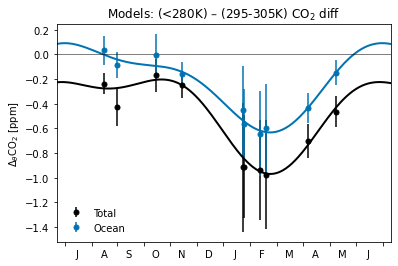 Models: (<280K) – (295-305K) CO₂ diff
Δ_θCO₂ [ppm]
0.2
0.0
−0.2
−0.4
−0.6
−0.8
−1.0
−1.2
−1.4
Total
Ocean
J A S O N D J F M A M J